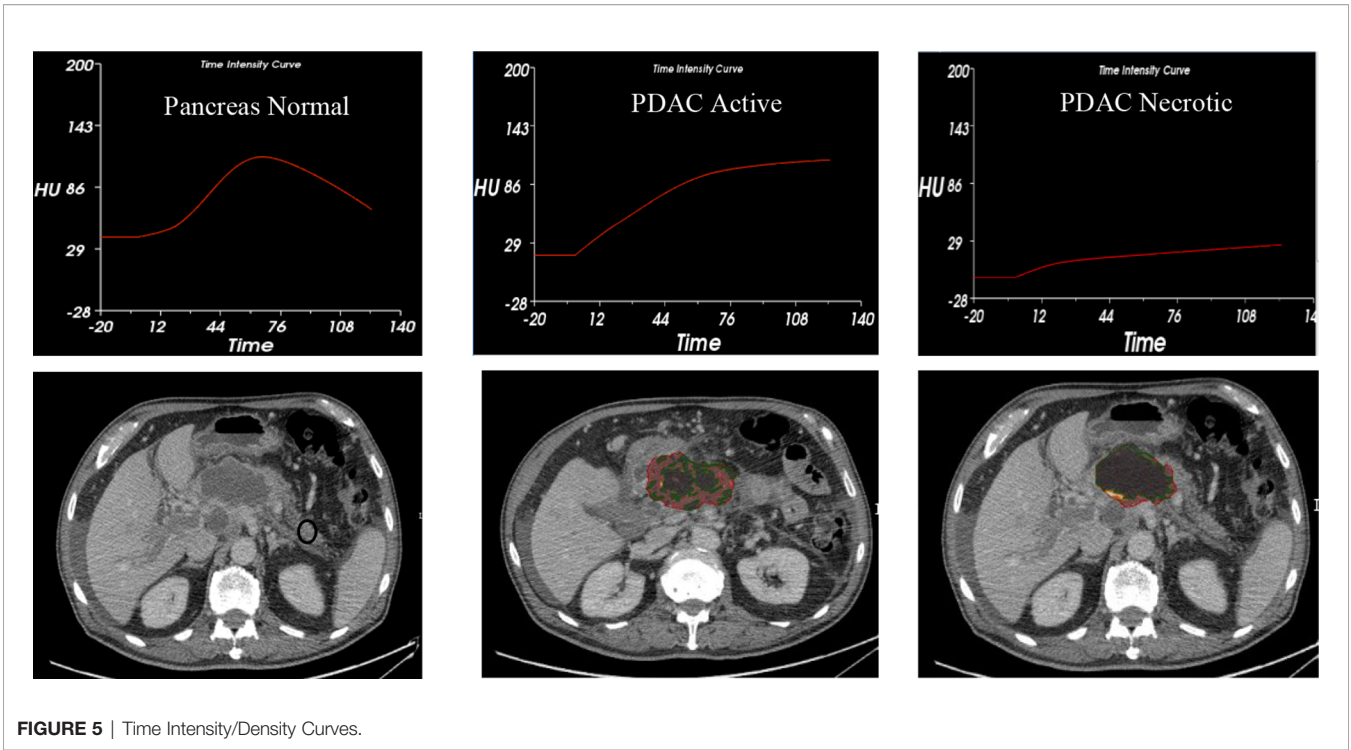 Time Intensity Curve
Pancreas Normal
200
143
HU 86
29
-28
-20 12 44 76 108 140
Time
Time Intensity Curve
PDAC Active
200
143
HU 86
29
-28
-20 12 44 76 108 140
Time
Time Intensity Curve
PDAC Necrotic
200
143
HU 86
29
-28
-20 12 44 76 108 14
Time
FIGURE 5 | Time Intensity/Density Curves.